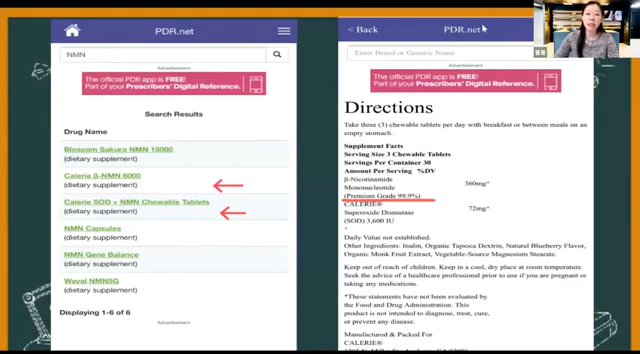 PDR.net
NMN
Advertisement
The official PDR app is FREE!
Part of your Prescribers' Digital Reference.
Search Results
Drug Name
Blossom Sakura NMN 15000
(dietary supplement)
Calerie β-NMN 6000
(dietary supplement)
Calerie SOD + NMN Chewable Tablets
(dietary supplement)
NMN Capsules
(dietary supplement)
NMN Gene Balance
(dietary supplement)
Wayal NMN5G
(dietary supplement)
Displaying 1-6 of 6
Advertisement
< Back
PDR.net
Enter Brand or Generic Name
Advertisement
The official PDR app is FREE!
Part of your Prescribers' Digital Reference.
Directions
Take three (3) chewable tablets per day with breakfast or between meals on an
empty stomach.
Supplement Facts
Serving Size 3 Chewable Tablets
Servings Per Container 30
Amount Per Serving %DV
β-Nicotinamide
Mononucleotide 360mg*
(Premium Grade 99.9%)
CALERIE®
Superoxide Dismutase 72mg*
(SOD) 3,600 IU
*
Daily Value not established.
Other Ingredients: Inulin, Organic Tapioca Dextrin, Natural Blueberry Flavor,
Organic Monk Fruit Extract, Vegetable-Source Magnesium Stearate.
Keep out of reach of children. Keep in a cool, dry place at room temperature.
Seek the advice of a healthcare professional prior to use if you are pregnant or
taking any medications.
*These statements have not been evaluated by
the Food and Drug Administration. This
product is not intended to diagnose, treat, cure,
or prevent any disease.
Manufactured & Packed For
CALERIE®